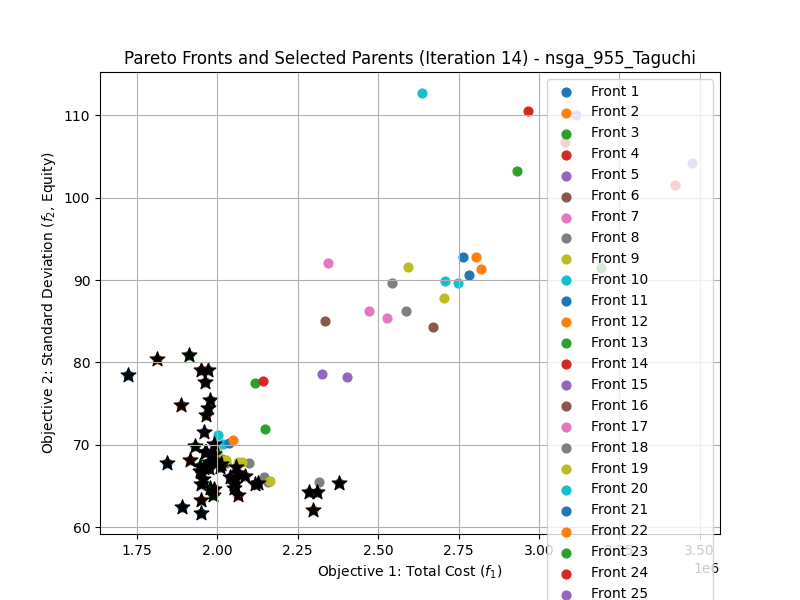 Pareto Fronts and Selected Parents (Iteration 14) - nsga_955_Taguchi
Objective 2: Standard Deviation (f₂, Equity)
110
100
90
80
70
60
1.75
2.00
2.25
2.50
2.75
3.00
3.25
3.50
1e6
Objective 1: Total Cost (f₁)
Front 1
Front 2
Front 3
Front 4
Front 5
Front 6
Front 7
Front 8
Front 9
Front 10
Front 11
Front 12
Front 13
Front 14
Front 15
Front 16
Front 17
Front 18
Front 19
Front 20
Front 21
Front 22
Front 23
Front 24
Front 25